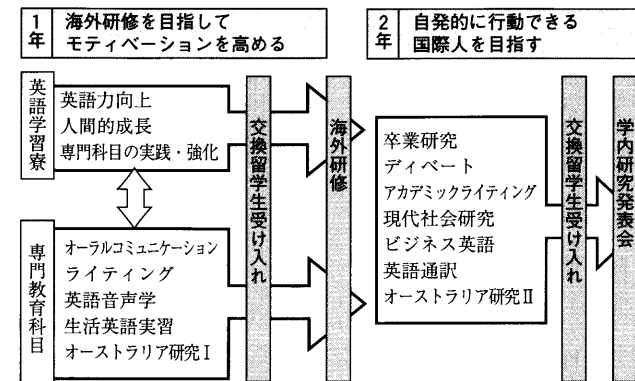 1年
海外研修を目指して
モティベーションを高める
2年
自発的に行動できる
国際人を目指す
英語学習寮
英語力向上
人間的成長
専門科目の実践・強化
専門教育科目
オーラルコミュニケーション
ライティング
英語音声学
生活英語実習
オーストラリア研究Ⅰ
交換留学生受け入れ
海外研修
卒業研究
ディベート
アカデミックライティング
現代社会研究
ビジネス英語
英語通訳
オーストラリア研究Ⅱ
交換留学生受け入れ
学内研究発表会